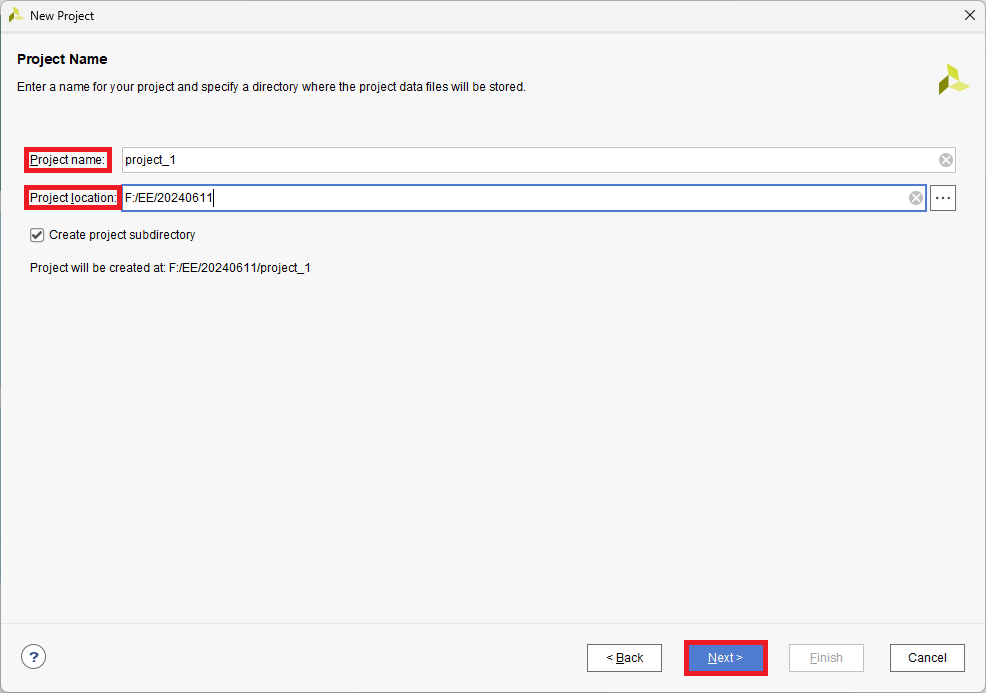 New Project
Project Name
Enter a name for your project and specify a directory where the project data files will be stored.
Project name: project_1
Project location: F:/EE/20240611
...
Create project subdirectory
Project will be created at: F:/EE/20240611/project_1
? < Back Next > Finish Cancel